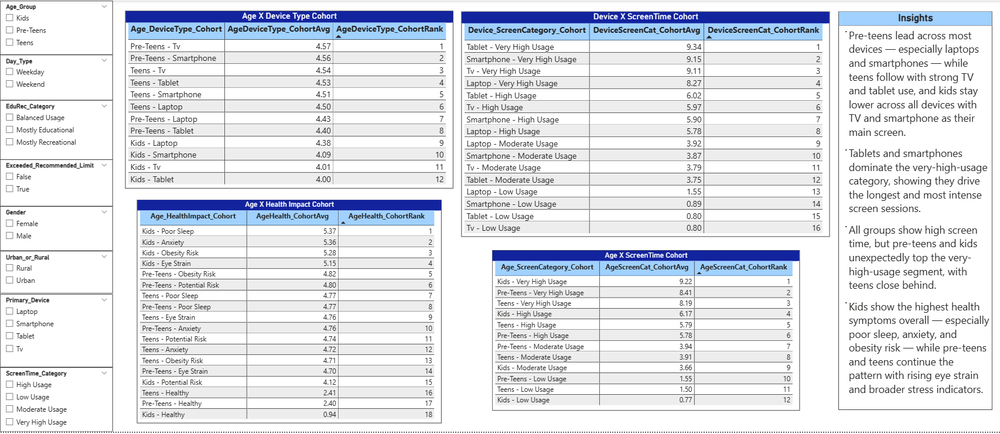 Age_Group
Kids
Pre-Teens
Teens
Day_Type
Weekday
Weekend
EduRec_Category
Balanced Usage
Mostly Educational
Mostly Recreational
Exceeded_Recommended_Limit
False
True
Gender
Female
Male
Urban_or_Rural
Rural
Urban
Primary_Device
Laptop
Smartphone
Tablet
Tv
ScreenTime_Category
High Usage
Low Usage
Moderate Usage
Very High Usage
Age X Device Type Cohort
Age_DeviceType_Cohort AgeDeviceType_CohortAvg AgeDeviceType_CohortRank
Pre-Teens - Tv 4.57 1
Pre-Teens - Smartphone 4.56 2
Teens - Tv 4.54 3
Teens - Tablet 4.53 4
Teens - Smartphone 4.51 5
Teens - Laptop 4.50 6
Pre-Teens - Laptop 4.43 7
Pre-Teens - Tablet 4.40 8
Kids - Laptop 4.38 9
Kids - Smartphone 4.09 10
Kids - Tv 4.01 11
Kids - Tablet 4.00 12
Age X Health Impact Cohort
Age_HealthImpact_Cohort AgeHealth_CohortAvg AgeHealth_CohortRank
Kids - Poor Sleep 5.37 1
Kids - Anxiety 5.36 2
Kids - Obesity Risk 5.28 3
Kids - Eye Strain 5.15 4
Pre-Teens - Obesity Risk 4.82 5
Pre-Teens - Potential Risk 4.80 6
Teens - Poor Sleep 4.77 7
Pre-Teens - Poor Sleep 4.77 8
Teens - Eye Strain 4.76 9
Pre-Teens - Anxiety 4.76 10
Teens - Potential Risk 4.74 11
Teens - Anxiety 4.72 12
Teens - Obesity Risk 4.71 13
Pre-Teens - Eye Strain 4.70 14
Kids - Potential Risk 4.12 15
Teens - Healthy 2.41 16
Pre-Teens - Healthy 2.40 17
Kids - Healthy 0.94 18
Device X ScreenTime Cohort
Device_ScreenCategory_Cohort DeviceScreenCat_CohortAvg DeviceScreenCat_CohortRank
Tablet - Very High Usage 9.34 1
Smartphone - Very High Usage 9.15 2
Tv - Very High Usage 9.11 3
Laptop - Very High Usage 8.27 4
Tablet - High Usage 6.02 5
Tv - High Usage 5.97 6
Smartphone - High Usage 5.90 7
Laptop - High Usage 5.78 8
Laptop - Moderate Usage 3.92 9
Smartphone - Moderate Usage 3.87 10
Tv - Moderate Usage 3.79 11
Tablet - Moderate Usage 3.75 12
Laptop - Low Usage 1.55 13
Smartphone - Low Usage 0.89 14
Tablet - Low Usage 0.80 15
Tv - Low Usage 0.80 16
Age X ScreenTime Cohort
Age_ScreenCategory_Cohort AgeScreenCat_CohortAvg AgeScreenCat_CohortRank
Kids - Very High Usage 9.22 1
Pre-Teens - Very High Usage 8.41 2
Teens - Very High Usage 8.19 3
Kids - High Usage 6.17 4
Teens - High Usage 5.79 5
Pre-Teens - High Usage 5.78 6
Pre-Teens - Moderate Usage 3.94 7
Teens - Moderate Usage 3.91 8
Kids - Moderate Usage 3.66 9
Pre-Teens - Low Usage 1.55 10
Teens - Low Usage 1.50 11
Kids - Low Usage 0.77 12
Insights
Pre-teens lead across most
devices — especially laptops
and smartphones — while
teens follow with strong TV
and tablet use, and kids stay
lower across all devices with
TV and smartphone as their
main screen.
Tablets and smartphones
dominate the very-high-usage
category, showing they drive
the longest and most intense
screen sessions.
All groups show high screen
time, but pre-teens and kids
unexpectedly top the very-
high-usage segment, with
teens close behind.
Kids show the highest health
symptoms overall — especially
poor sleep, anxiety, and
obesity risk — while pre-teens
and teens continue the
pattern with rising eye strain
and broader stress indicators.